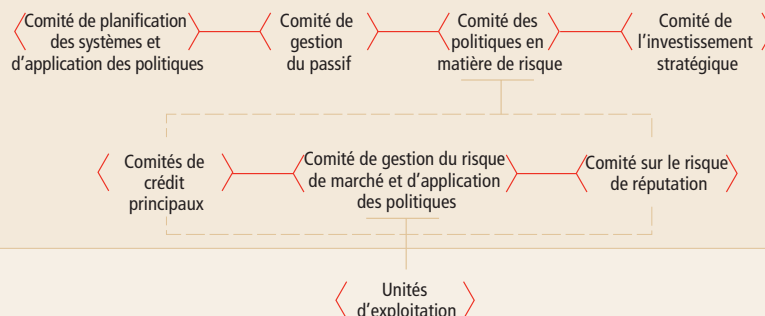 Comité de planification
des systèmes et
d'application des politiques
Comité de
gestion
du passif
Comité des
politiques en
matière de risque
Comité de
l'investissement
stratégique
Comités de
crédit
principaux
Comité de gestion du risque
de marché et d'application
des politiques
Comité sur le risque
de réputation
Unités
d'exploitation